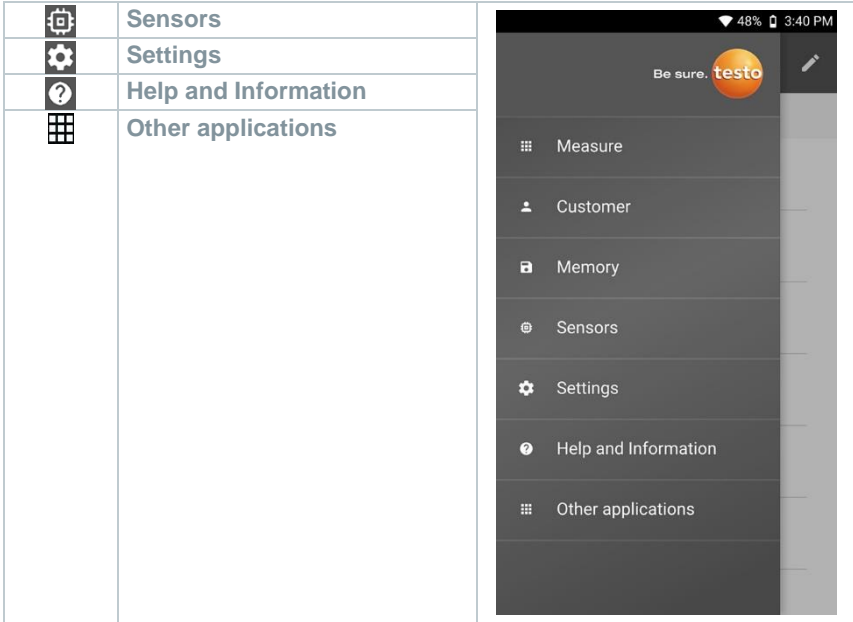 Sensors
Settings
Help and Information
Other applications
48% 3:40 PM
Be sure. testo
Measure
Customer
Memory
Sensors
Settings
Help and Information
Other applications